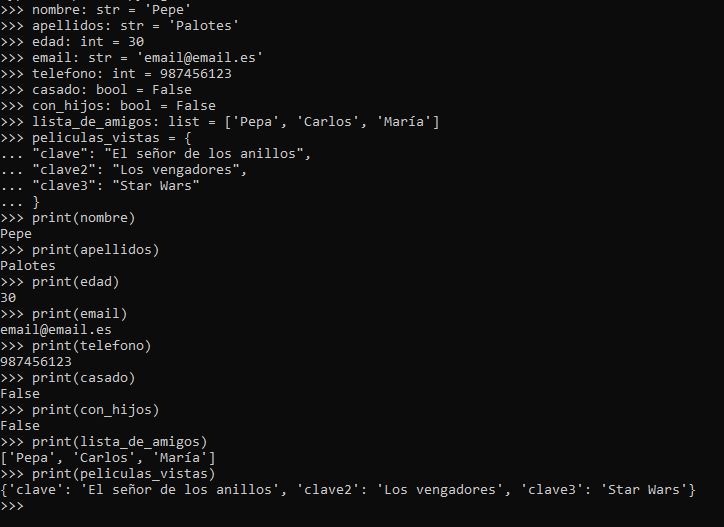 >>> nombre: str = 'Pepe'
>>> apellidos: str = 'Palotes'
>>> edad: int = 30
>>> email: str = 'email@email.es'
>>> telefono: int = 987456123
>>> casado: bool = False
>>> con_hijos: bool = False
>>> lista_de_amigos: list = ['Pepa', 'Carlos', 'María']
>>> peliculas_vistas = {
... "clave": "El señor de los anillos",
... "clave2": "Los vengadores",
... "clave3": "Star Wars"
... }
>>> print(nombre)
Pepe
>>> print(apellidos)
Palotes
>>> print(edad)
30
>>> print(email)
email@email.es
>>> print(telefono)
987456123
>>> print(casado)
False
>>> print(con_hijos)
False
>>> print(lista_de_amigos)
['Pepa', 'Carlos', 'María']
>>> print(peliculas_vistas)
{'clave': 'El señor de los anillos', 'clave2': 'Los vengadores', 'clave3': 'Star Wars'}
>>>